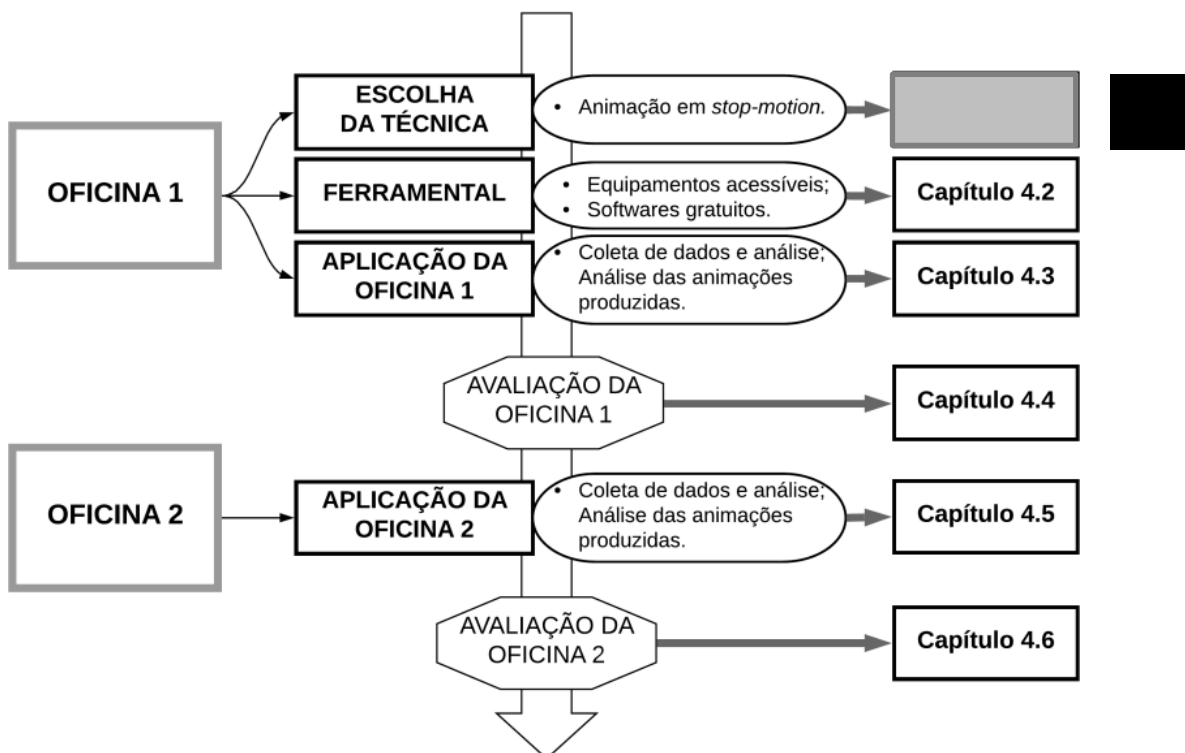 ESCOLHA
DA TÉCNICA
• Animação em stop-motion.
OFICINA 1
FERRAMENTAL
• Equipamentos acessíveis;
• Softwares gratuitos.
Capítulo 4.2
APLICAÇÃO DA
OFICINA 1
• Coleta de dados e análise;
Análise das animações
produzidas.
Capítulo 4.3
AVALIAÇÃO DA
OFICINA 1
Capítulo 4.4
OFICINA 2
APLICAÇÃO DA
OFICINA 2
• Coleta de dados e análise;
Análise das animações
produzidas.
Capítulo 4.5
AVALIAÇÃO DA
OFICINA 2
Capítulo 4.6